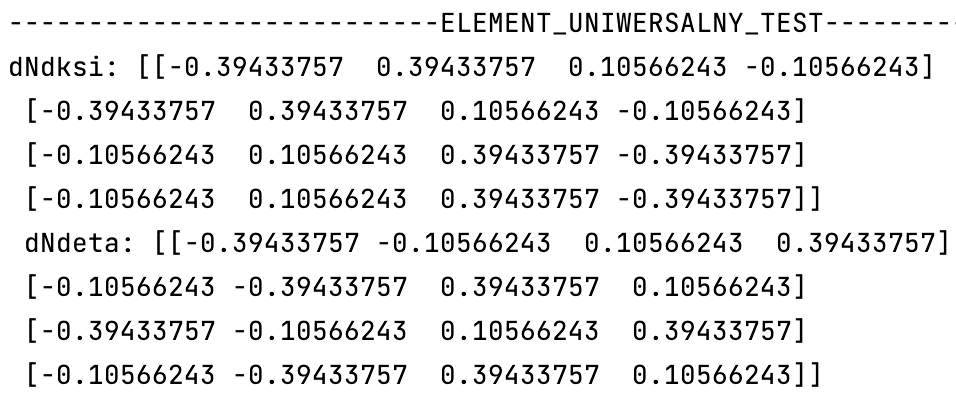 ---------------------------ELEMENT_UNIWERSALNY_TEST---------
dNdksi: [[-0.39433757  0.39433757  0.10566243 -0.10566243]
 [-0.39433757  0.39433757  0.10566243 -0.10566243]
 [-0.10566243  0.10566243  0.39433757 -0.39433757]
 [-0.10566243  0.10566243  0.39433757 -0.39433757]]
 dNdeta: [[-0.39433757 -0.10566243  0.10566243  0.39433757]
 [-0.10566243 -0.39433757  0.39433757  0.10566243]
 [-0.39433757 -0.10566243  0.10566243  0.39433757]
 [-0.10566243 -0.39433757  0.39433757  0.10566243]]